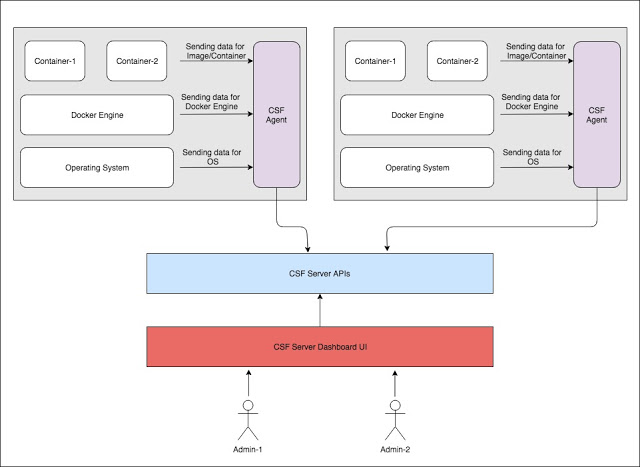 Container-1
Container-2
Sending data for
Image/Container
Docker Engine
Sending data
for Docker Engine
Operating System
Sending data for
OS
CSF
Agent
Container-1
Container-2
Sending data for
Image/Container
Docker Engine
Sending data
for Docker Engine
Operating System
Sending data for
OS
CSF
Agent
CSF Server APIs
CSF Server Dashboard UI
Admin-1
Admin-2